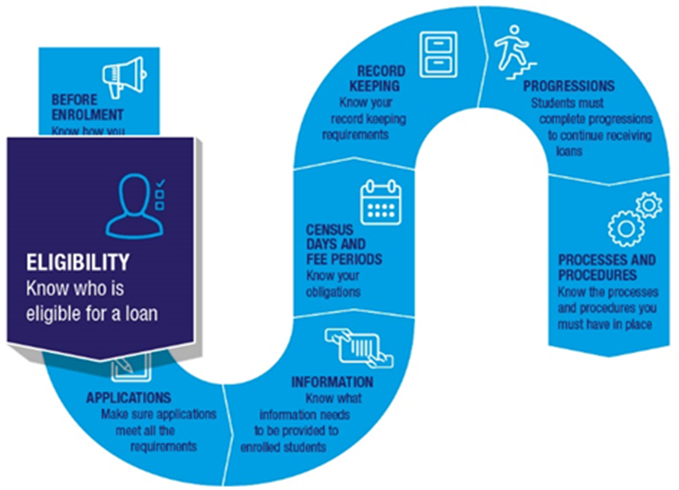 BEFORE
ENROLMENT
Know how you
ELIGIBILITY
Know who is
eligible for a loan
APPLICATIONS
Make sure applications
meet all the
requirements
INFORMATION
Know what
information needs
to be provided to
enrolled students
CENSUS
DAYS AND
FEE PERIODS
Know your
obligations
RECORD
KEEPING
Know your
record keeping
requirements
PROGRESSIONS
Students must
complete progressions
to continue receiving
loans
PROCESSES AND
PROCEDURES
Know the processes
and procedures you
must have in place